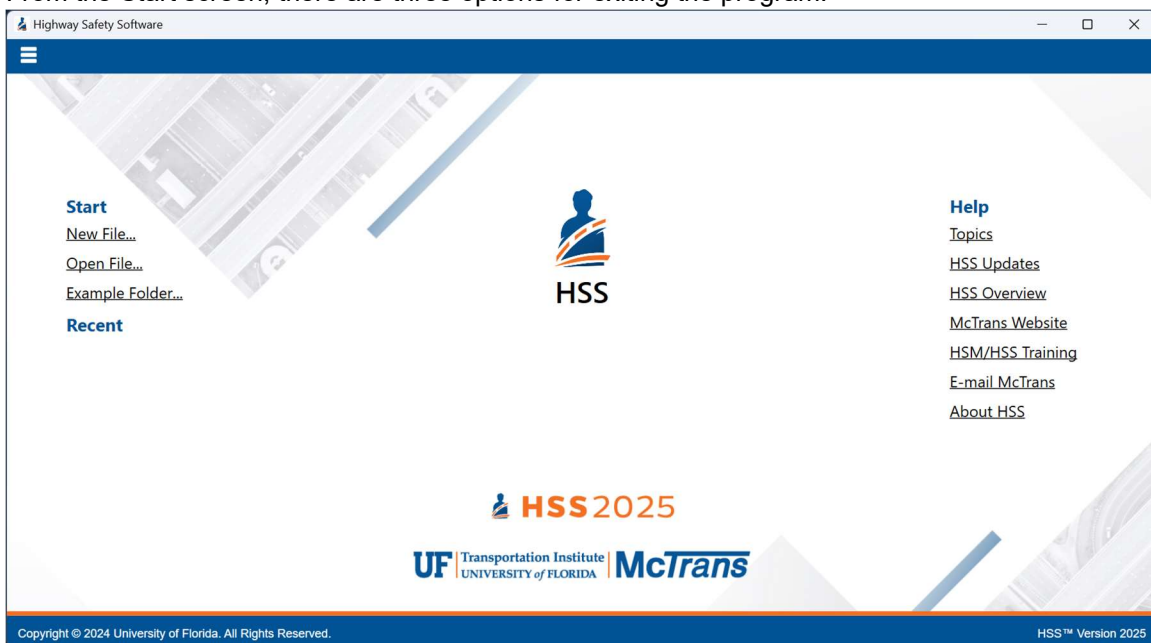 From the Start screen, there are three options for exiting the program.
Highway Safety Software
Start
New File...
Open File...
Example Folder...
Recent
HSS
Help
Topics
HSS Updates
HSS Overview
McTrans Website
HSM/HSS Training
E-mail McTrans
About HSS
HSS2025
UF Transportation Institute
UNIVERSITY of FLORIDA
McTrans
Copyright © 2024 University of Florida. All Rights Reserved.
HSS™ Version 2025